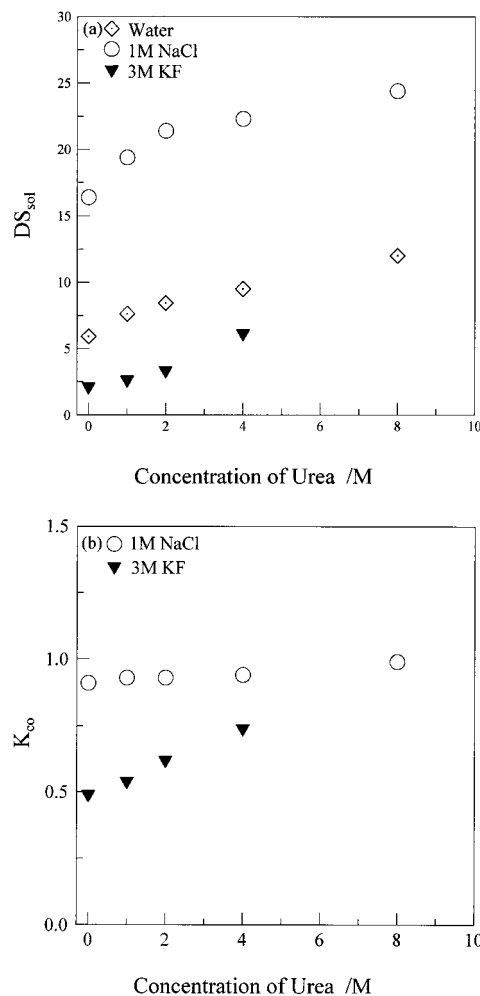 30
(a) Water
1M NaCl
3M KF
25
20
15
10
5
0
DS_sol
0 2 4 6 8 10
Concentration of Urea /M
1.5
(b) 1M NaCl
3M KF
1.0
0.5
0.0
K_co
0 2 4 6 8 10
Concentration of Urea /M